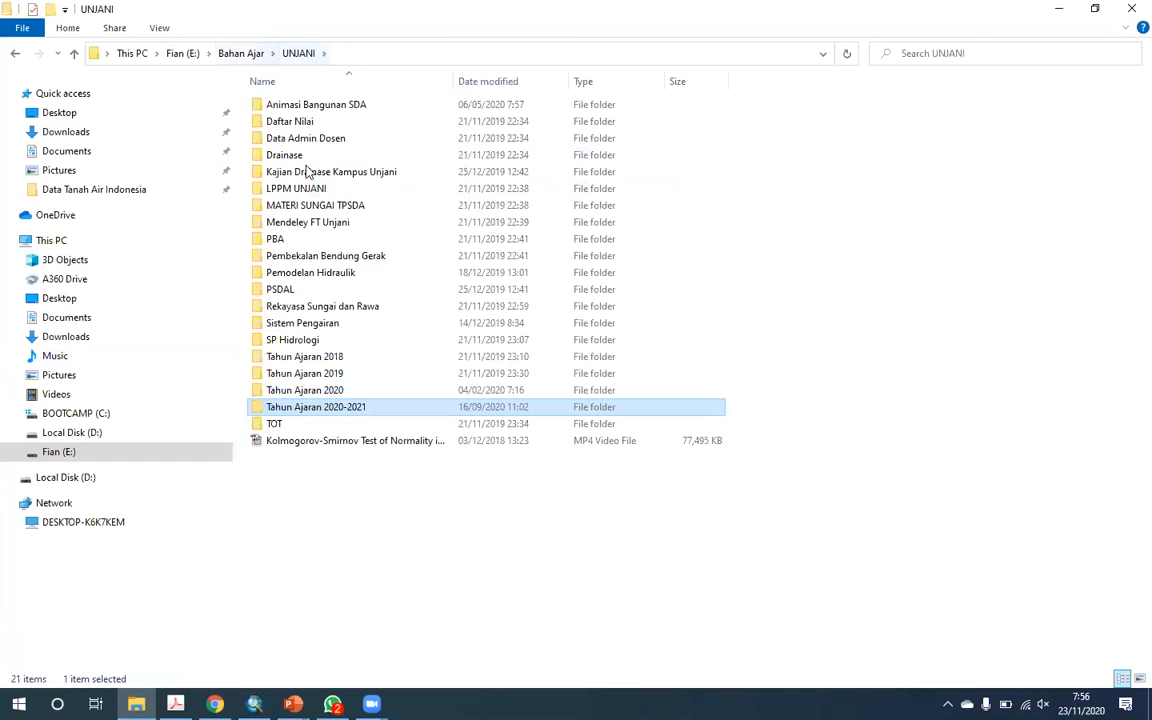 UNJANI
File Home Share View
This PC Fian (E:) Bahan Ajar UNJANI Search UNJANI
Name Date modified Type Size
Quick access
Desktop
Downloads
Documents
Pictures
Data Tanah Air Indonesia
OneDrive
This PC
3D Objects
A360 Drive
Desktop
Documents
Downloads
Music
Pictures
Videos
BOOTCAMP (C:)
Local Disk (D:)
Fian (E:)
Local Disk (D:)
Network
DESKTOP-K6K7KEM
Animasi Bangunan SDA 06/05/2020 7:57 File folder
Daftar Nilai 21/11/2019 22:34 File folder
Data Admin Dosen 21/11/2019 22:34 File folder
Drainase 21/11/2019 22:34 File folder
Kajian Drainase Kampus Unjani 25/12/2019 12:42 File folder
LPPM UNJANI 21/11/2019 22:38 File folder
MATERI SUNGAI TPSDA 21/11/2019 22:38 File folder
Mendeley FT Unjani 21/11/2019 22:39 File folder
PBA 21/11/2019 22:41 File folder
Pembekalan Bendung Gerak 21/11/2019 22:41 File folder
Pemodelan Hidraulik 18/12/2019 13:01 File folder
PSDAL 25/12/2019 12:41 File folder
Rekayasa Sungai dan Rawa 21/11/2019 22:59 File folder
Sistem Pengairan 14/12/2019 8:34 File folder
SP Hidrologi 21/11/2019 23:07 File folder
Tahun Ajaran 2018 21/11/2019 23:10 File folder
Tahun Ajaran 2019 21/11/2019 23:30 File folder
Tahun Ajaran 2020 04/02/2020 7:16 File folder
Tahun Ajaran 2020-2021 16/09/2020 11:02 File folder
TOT 21/11/2019 23:34 File folder
Kolmogorov-Smirnov Test of Normality i... 03/12/2018 13:23 MP4 Video File 77,495 KB
21 items 1 item selected
2
7:56
23/11/2020